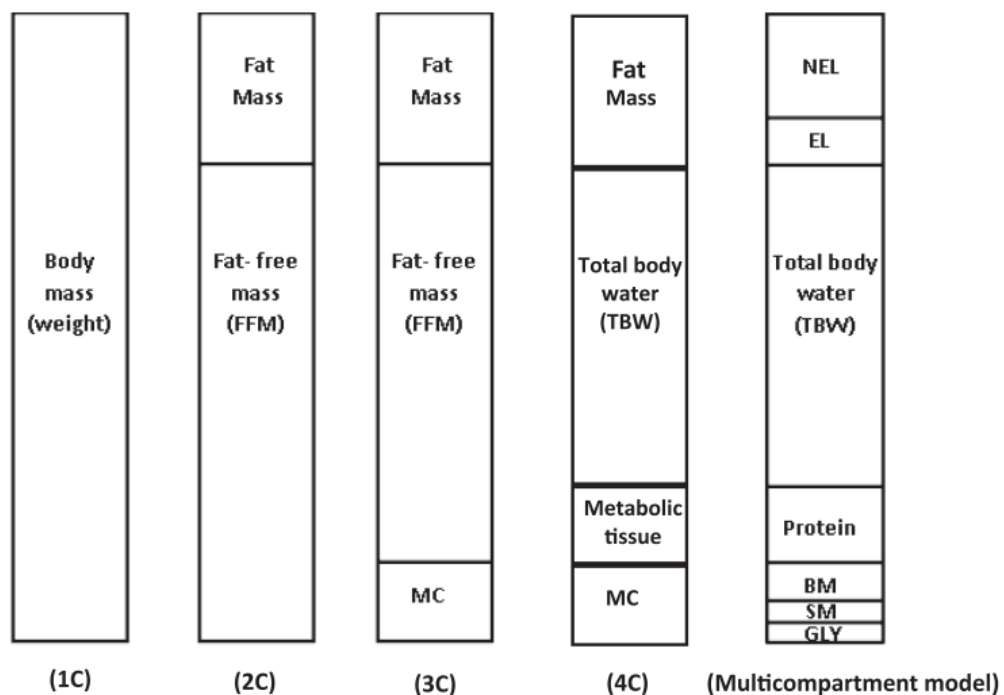 Body
mass
(weight)
(1C)
Fat
Mass
Fat- free
mass
(FFM)
(2C)
Fat
Mass
Fat- free
mass
(FFM)
MC
(3C)
Fat
Mass
Total body
water
(TBW)
Metabolic
tissue
MC
(4C)
NEL
EL
Total body
water
(TBW)
Protein
BM
SM
GLY
(Multicompartment model)